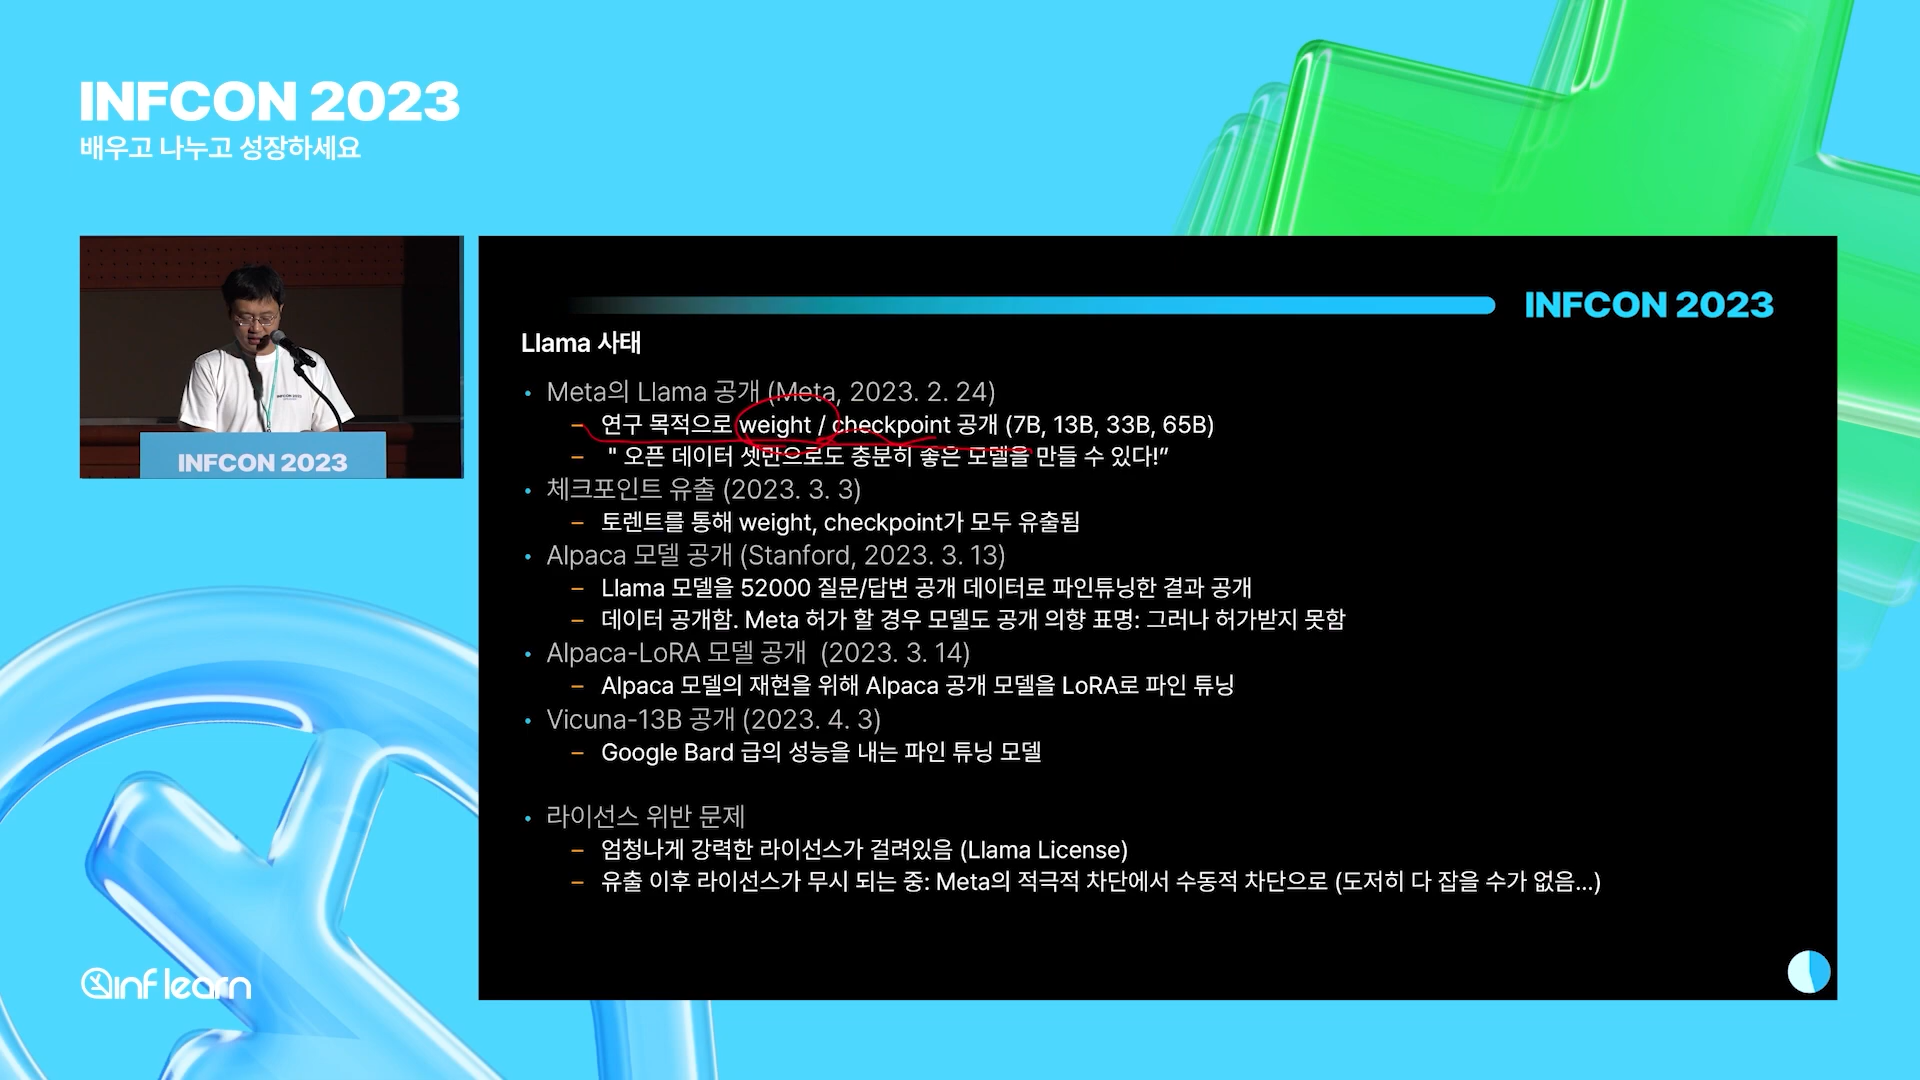 INFCON 2023
배우고 나누고 성장하세요
INFCON 2023
INFCON 2023
Llama 사태
• Meta의 Llama 공개 (Meta, 2023. 2. 24)
– 연구 목적으로 weight / checkpoint 공개 (7B, 13B, 33B, 65B)
– " 오픈 데이터 셋만으로도 충분히 좋은 모델을 만들 수 있다!”
• 체크포인트 유출 (2023. 3. 3)
– 토렌트를 통해 weight, checkpoint가 모두 유출됨
• Alpaca 모델 공개 (Stanford, 2023. 3. 13)
– Llama 모델을 52000 질문/답변 공개 데이터로 파인튜닝한 결과 공개
– 데이터 공개함. Meta 허가 할 경우 모델도 공개 의향 표명: 그러나 허가받지 못함
• Alpaca-LoRA 모델 공개 (2023. 3. 14)
– Alpaca 모델의 재현을 위해 Alpaca 공개 모델을 LoRA로 파인 튜닝
• Vicuna-13B 공개 (2023. 4. 3)
– Google Bard 급의 성능을 내는 파인 튜닝 모델
• 라이선스 위반 문제
– 엄청나게 강력한 라이선스가 걸려있음 (Llama License)
– 유출 이후 라이선스가 무시 되는 중: Meta의 적극적 차단에서 수동적 차단으로 (도저히 다 잡을 수가 없음...)
inflearn